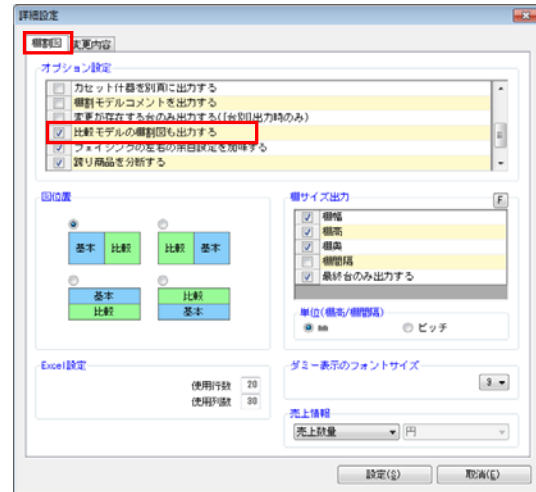 詳細設定
棚割図 変更内容
オプション設定
カセット什器を別頁に出力する
棚割モデルコメントを出力する
変更が存在する台のみ出力する(台別出力時のみ)
比較モデルの棚割図も出力する
フェイシングの左右の余白設定を加味する
跨り商品を分断する
図位置
基本 比較
比較 基本
基本
比較
比較
基本
棚サイズ出力 F
棚幅
棚高
棚奥
棚間隔
最終台のみ出力する
単位(棚高/棚間隔)
mm ピッチ
Excel設定
使用行数 20
使用列数 30
ダミー表示のフォントサイズ
9
売上情報
売上数量 円
設定(S) 取消(E)